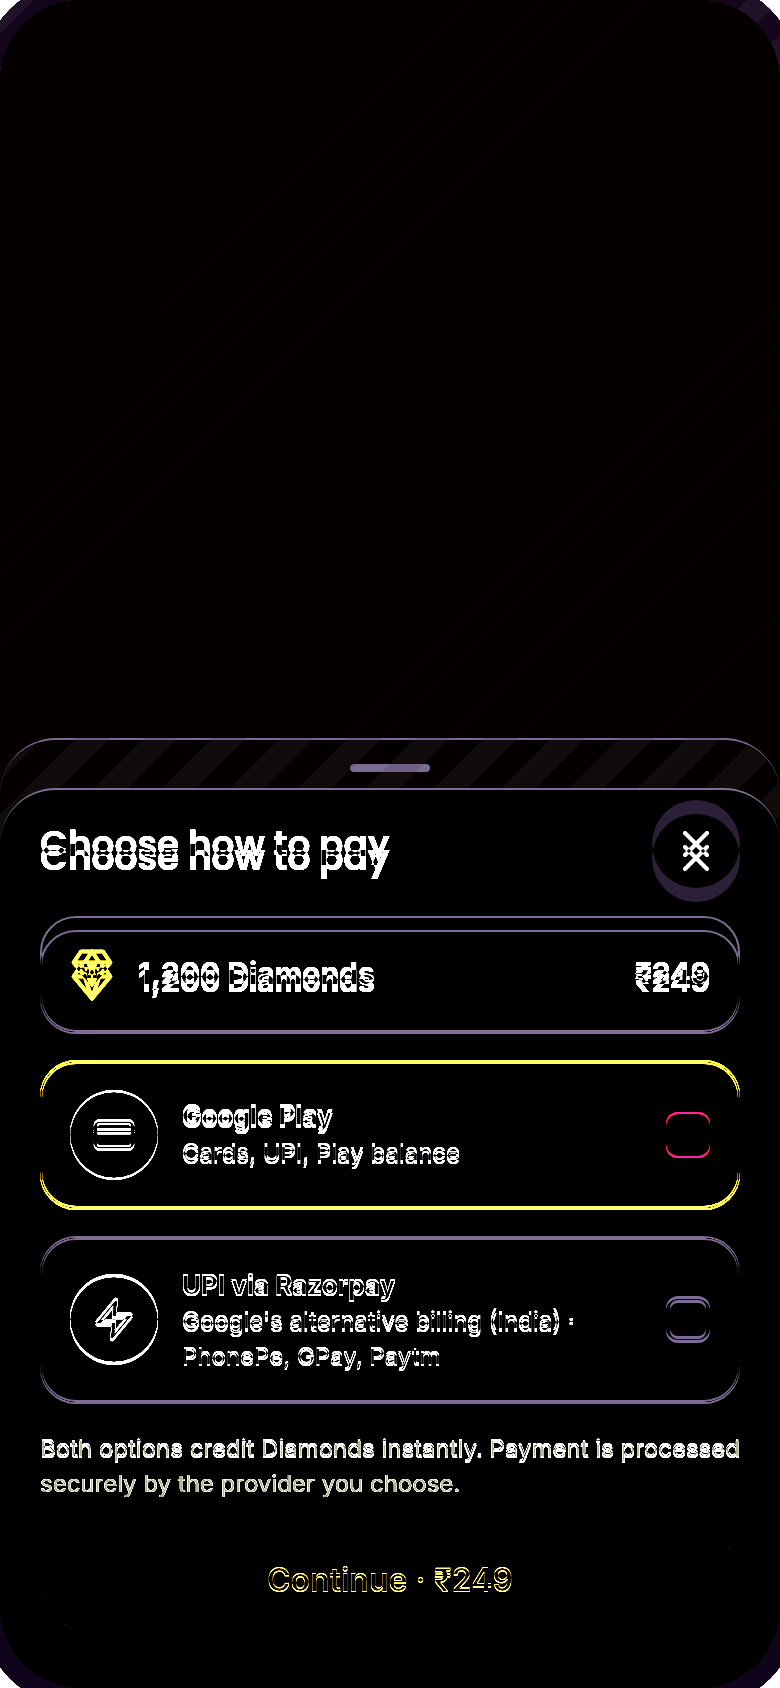 Choose how to pay
1,200 Diamonds ₹249
Google Play
Cards, UPI, Play balance
UPI via Razorpay
Google's alternative billing (India) ·
PhonePe, GPay, Paytm
Both options credit Diamonds instantly. Payment is processed
securely by the provider you choose.
Continue · ₹249